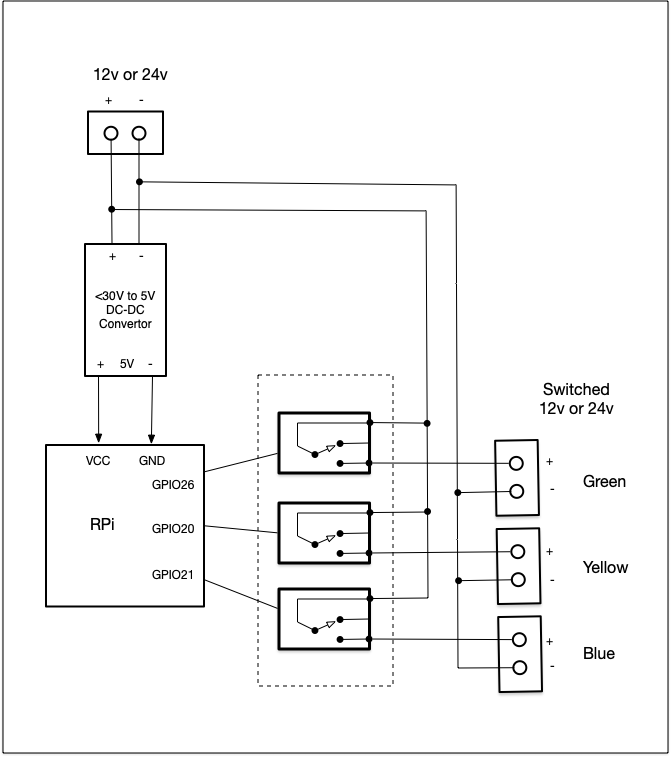 12v or 24v
+ -
+ -
<30V to 5V
DC-DC
Convertor
+ 5V -
VCC GND
GPIO26
RPi
GPIO20
GPIO21
Switched
12v or 24v
+
Green
-
+
Yellow
-
+
Blue
-